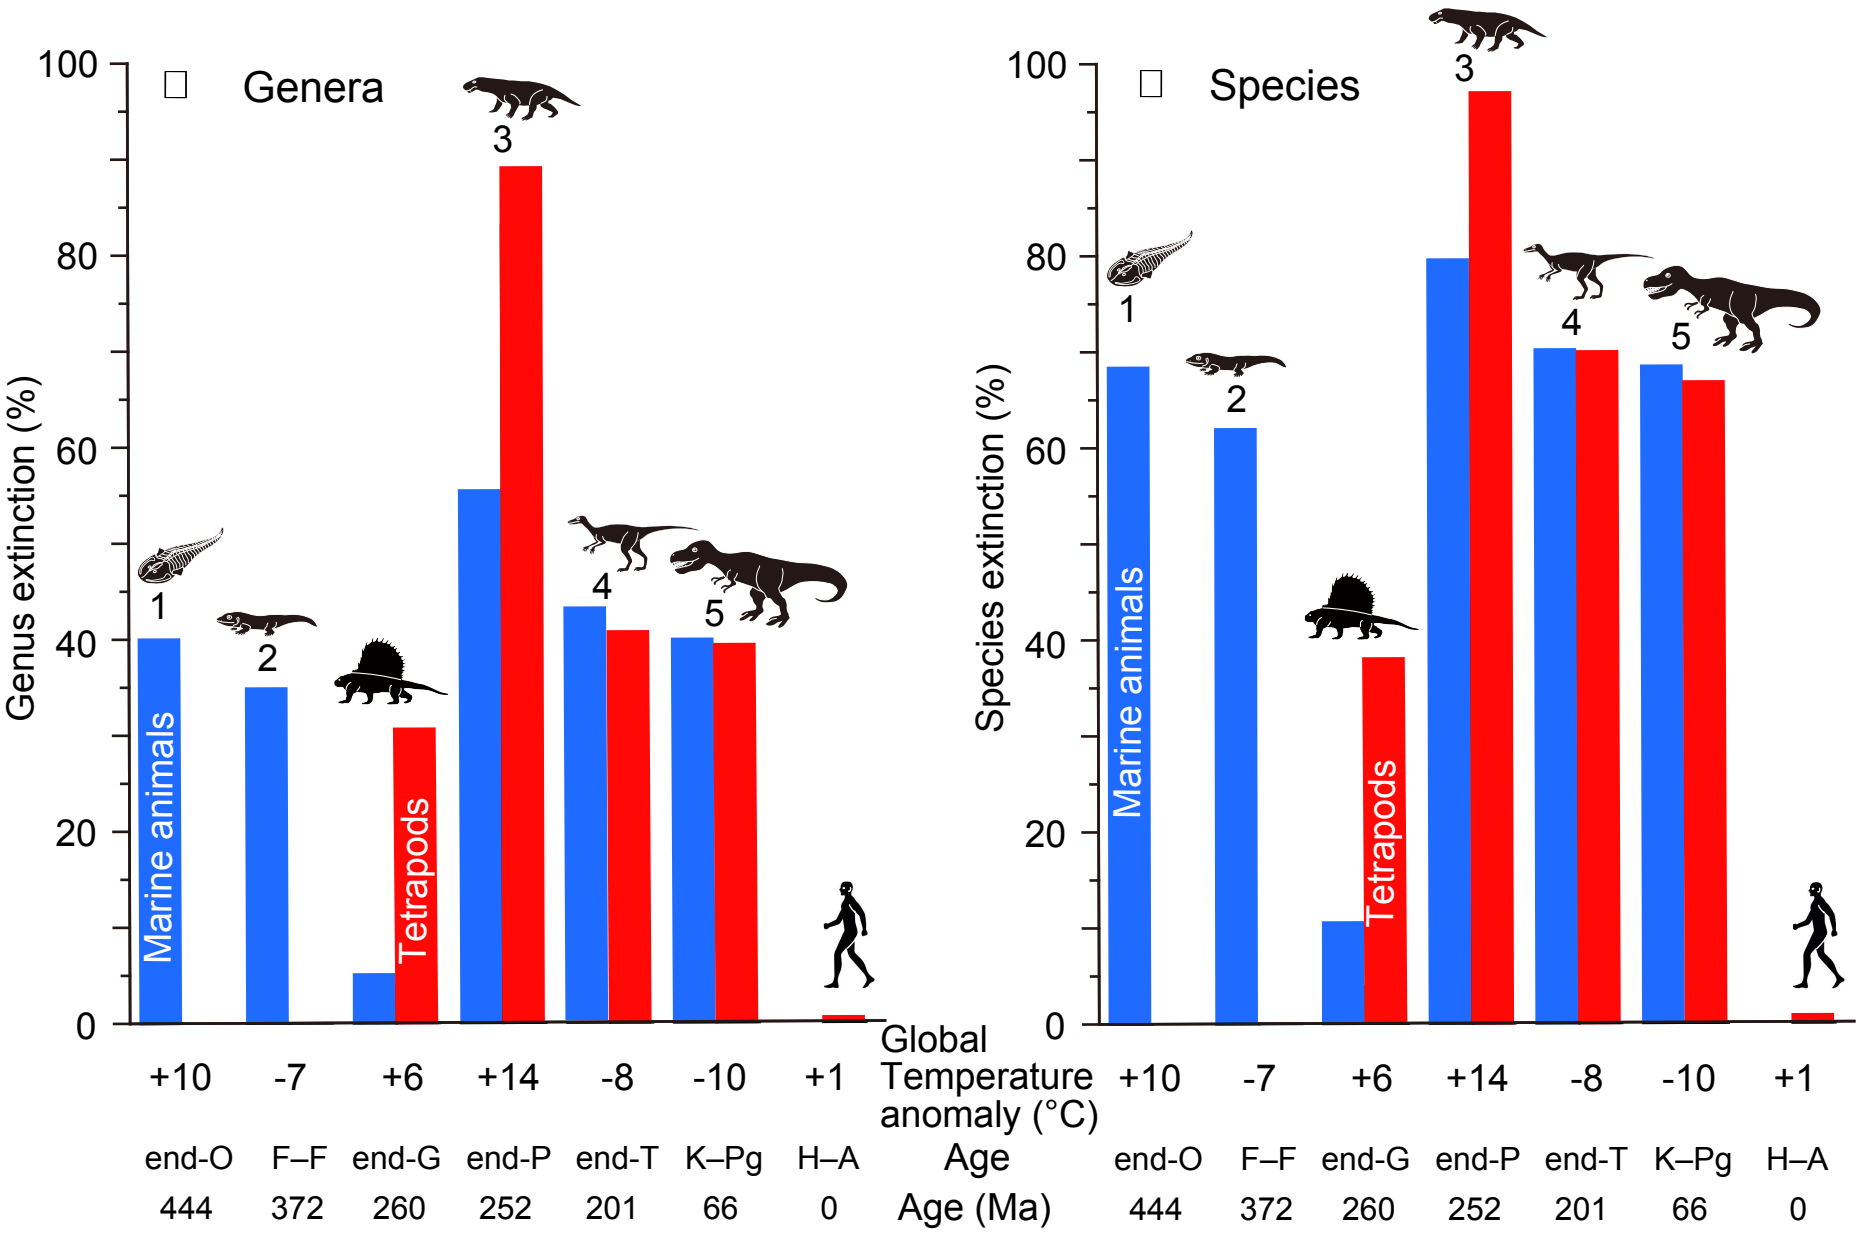 Genera
Genus extinction (%)
100
80
60
40
20
0
1
2
3
4
5
Marine animals
Tetrapods
Species
Species extinction (%)
100
80
60
40
20
0
1
2
3
4
5
Marine animals
Tetrapods
+10 -7 +6 +14 -8 -10 +1
Global
Temperature
anomaly (°C)
+10 -7 +6 +14 -8 -10 +1
end-O F–F end-G end-P end-T K–Pg H–A Age end-O F–F end-G end-P end-T K–Pg H–A
444 372 260 252 201 66 0 Age (Ma) 444 372 260 252 201 66 0